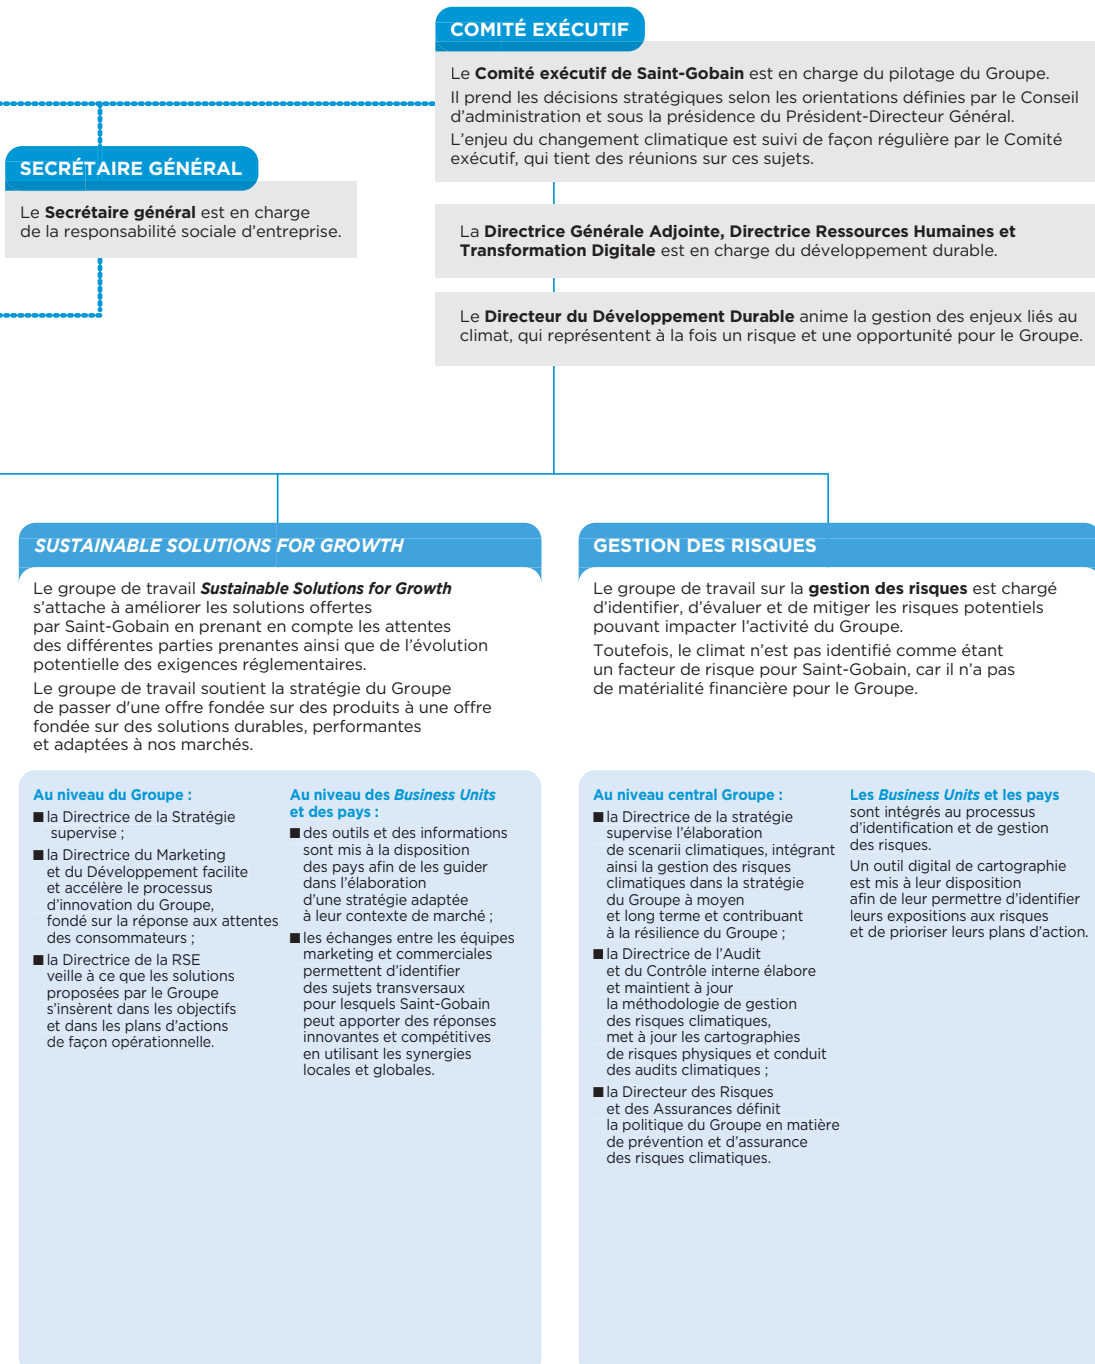 COMITÉ EXÉCUTIF
Le Comité exécutif de Saint-Gobain est en charge du pilotage du Groupe.
Il prend les décisions stratégiques selon les orientations définies par le Conseil
d’administration et sous la présidence du Président-Directeur Général.
L’enjeu du changement climatique est suivi de façon régulière par le Comité
exécutif, qui tient des réunions sur ces sujets.
SECRÉTAIRE GÉNÉRAL
Le Secrétaire général est en charge
de la responsabilité sociale d’entreprise.
La Directrice Générale Adjointe, Directrice Ressources Humaines et
Transformation Digitale est en charge du développement durable.
Le Directeur du Développement Durable anime la gestion des enjeux liés au
climat, qui représentent à la fois un risque et une opportunité pour le Groupe.
SUSTAINABLE SOLUTIONS FOR GROWTH
Le groupe de travail Sustainable Solutions for Growth
s’attache à améliorer les solutions offertes
par Saint-Gobain en prenant en compte les attentes
des différentes parties prenantes ainsi que de l’évolution
potentielle des exigences réglementaires.
Le groupe de travail soutient la stratégie du Groupe
de passer d’une offre fondée sur des produits à une offre
fondée sur des solutions durables, performantes
et adaptées à nos marchés.
Au niveau du Groupe :
■ la Directrice de la Stratégie
supervise ;
■ la Directrice du Marketing
et du Développement facilite
et accélère le processus
d’innovation du Groupe,
fondé sur la réponse aux attentes
des consommateurs ;
■ la Directrice de la RSE
veille à ce que les solutions
proposées par le Groupe
s’insèrent dans les objectifs
et dans les plans d’actions
de façon opérationnelle.
Au niveau des Business Units
et des pays :
■ des outils et des informations
sont mis à la disposition
des pays afin de les guider
dans l’élaboration
d’une stratégie adaptée
à leur contexte de marché ;
■ les échanges entre les équipes
marketing et commerciales
permettent d’identifier
des sujets transversaux
pour lesquels Saint-Gobain
peut apporter des réponses
innovantes et compétitives
en utilisant les synergies
locales et globales.
GESTION DES RISQUES
Le groupe de travail sur la gestion des risques est chargé
d’identifier, d’évaluer et de mitiger les risques potentiels
pouvant impacter l’activité du Groupe.
Toutefois, le climat n’est pas identifié comme étant
un facteur de risque pour Saint-Gobain, car il n’a pas
de matérialité financière pour le Groupe.
Au niveau central Groupe :
■ la Directrice de la stratégie
supervise l’élaboration
de scenarii climatiques, intégrant
ainsi la gestion des risques
climatiques dans la stratégie
du Groupe à moyen
et long terme et contribuant
à la résilience du Groupe ;
■ la Directrice de l’Audit
et du Contrôle interne élabore
et maintient à jour
la méthodologie de gestion
des risques climatiques,
met à jour les cartographies
de risques physiques et conduit
des audits climatiques ;
■ la Directeur des Risques
et des Assurances définit
la politique du Groupe en matière
de prévention et d’assurance
des risques climatiques.
Les Business Units et les pays
sont intégrés au processus
d’identification et de gestion
des risques.
Un outil digital de cartographie
est mis à leur disposition
afin de leur permettre d’identifier
leurs expositions aux risques
et de prioriser leurs plans d’action.